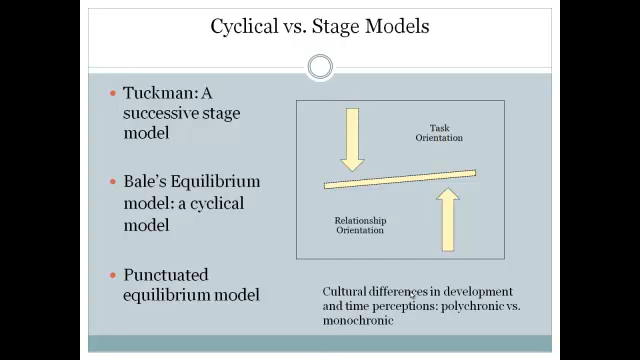 Cyclical vs. Stage Models
Tuckman: A
successive stage
model
Bale's Equilibrium
model: a cyclical
model
Punctuated
equilibrium model
Task
Orientation
Relationship
Orientation
Cultural differences in development
and time perceptions: polychronic vs.
monochronic